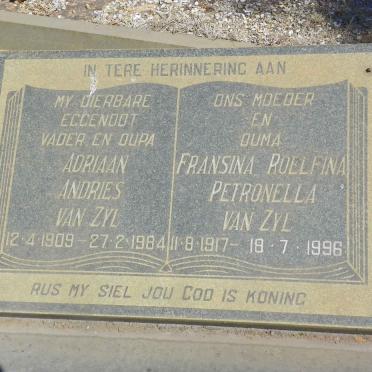 IN TERE HERINNERING AAN
MY DIERBARE
EGGENOOT
VADER EN OUPA
ADRIAAN
ANDRIES
VAN ZYL
12·4·1909 - 27·2·1984
ONS MOEDER
EN
OUMA
FRANSINA ROELFINA
PETRONELLA
VAN ZYL
11·8·1917 - 18·7·1996
RUS MY SIEL JOU GOD IS KONING